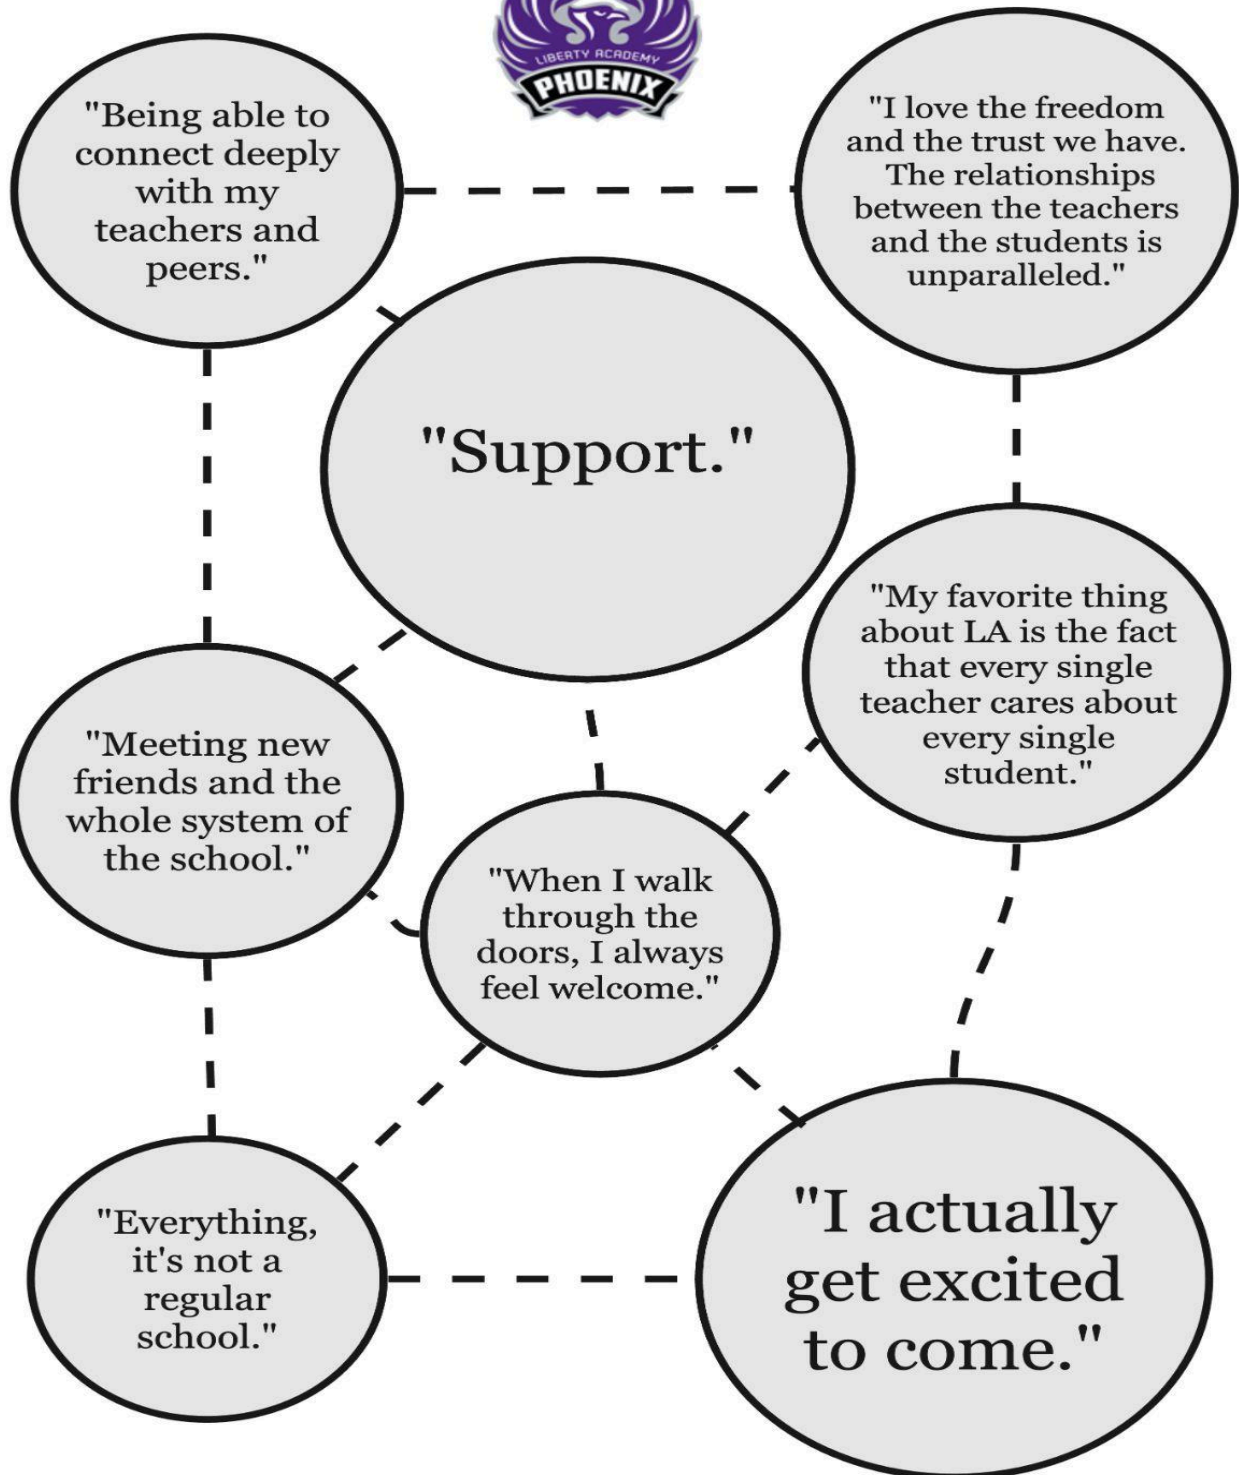 LIBERTY ACADEMY
PHOENIX
"Being able to
connect deeply
with my
teachers and
peers."
"I love the freedom
and the trust we have.
The relationships
between the teachers
and the students is
unparalleled."
"Support."
"My favorite thing
about LA is the fact
that every single
teacher cares about
every single
student."
"Meeting new
friends and the
whole system of
the school."
"When I walk
through the
doors, I always
feel welcome."
"Everything,
it's not a
regular
school."
"I actually
get excited
to come."